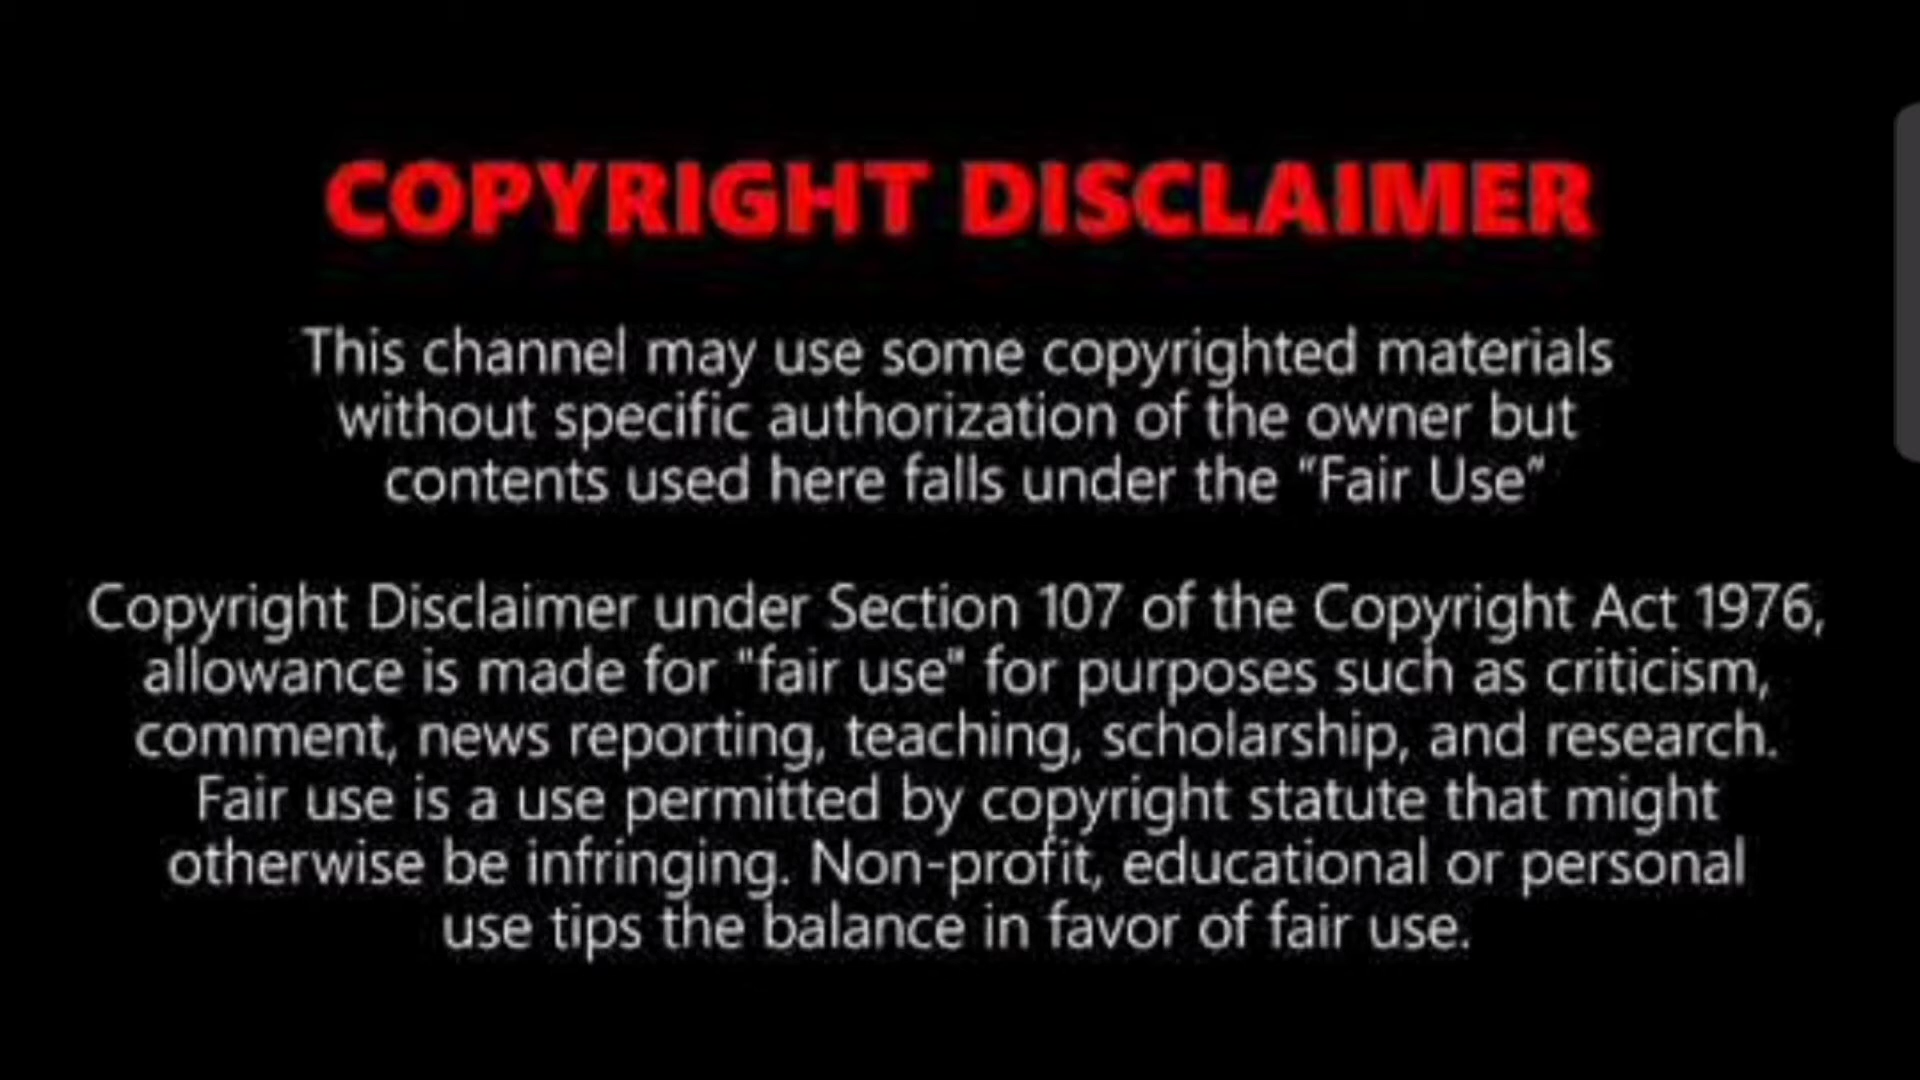 COPYRIGHT DISCLAIMER
This channel may use some copyrighted materials
without specific authorization of the owner but
contents used here falls under the “Fair Use”
Copyright Disclaimer under Section 107 of the Copyright Act 1976,
allowance is made for "fair use" for purposes such as criticism,
comment, news reporting, teaching, scholarship, and research.
Fair use is a use permitted by copyright statute that might
otherwise be infringing. Non-profit, educational or personal
use tips the balance in favor of fair use.